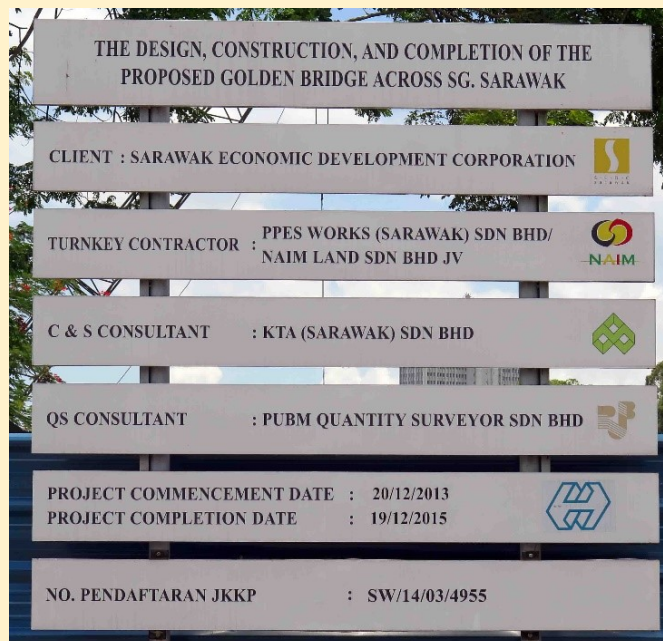 THE DESIGN, CONSTRUCTION, AND COMPLETION OF THE
PROPOSED GOLDEN BRIDGE ACROSS SG. SARAWAK
CLIENT : SARAWAK ECONOMIC DEVELOPMENT CORPORATION
TURNKEY CONTRACTOR : PPES WORKS (SARAWAK) SDN BHD/
NAIM LAND SDN BHD JV
NAIM
C & S CONSULTANT : KTA (SARAWAK) SDN BHD
QS CONSULTANT : PUBM QUANTITY SURVEYOR SDN BHD
PROJECT COMMENCEMENT DATE : 20/12/2013
PROJECT COMPLETION DATE : 19/12/2015
NO. PENDAFTARAN JKKP : SW/14/03/4955